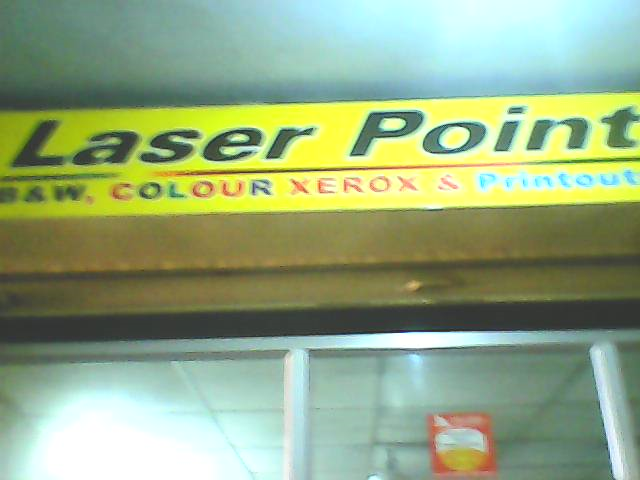 Laser Point
B&W, COLOUR XEROX & Printout